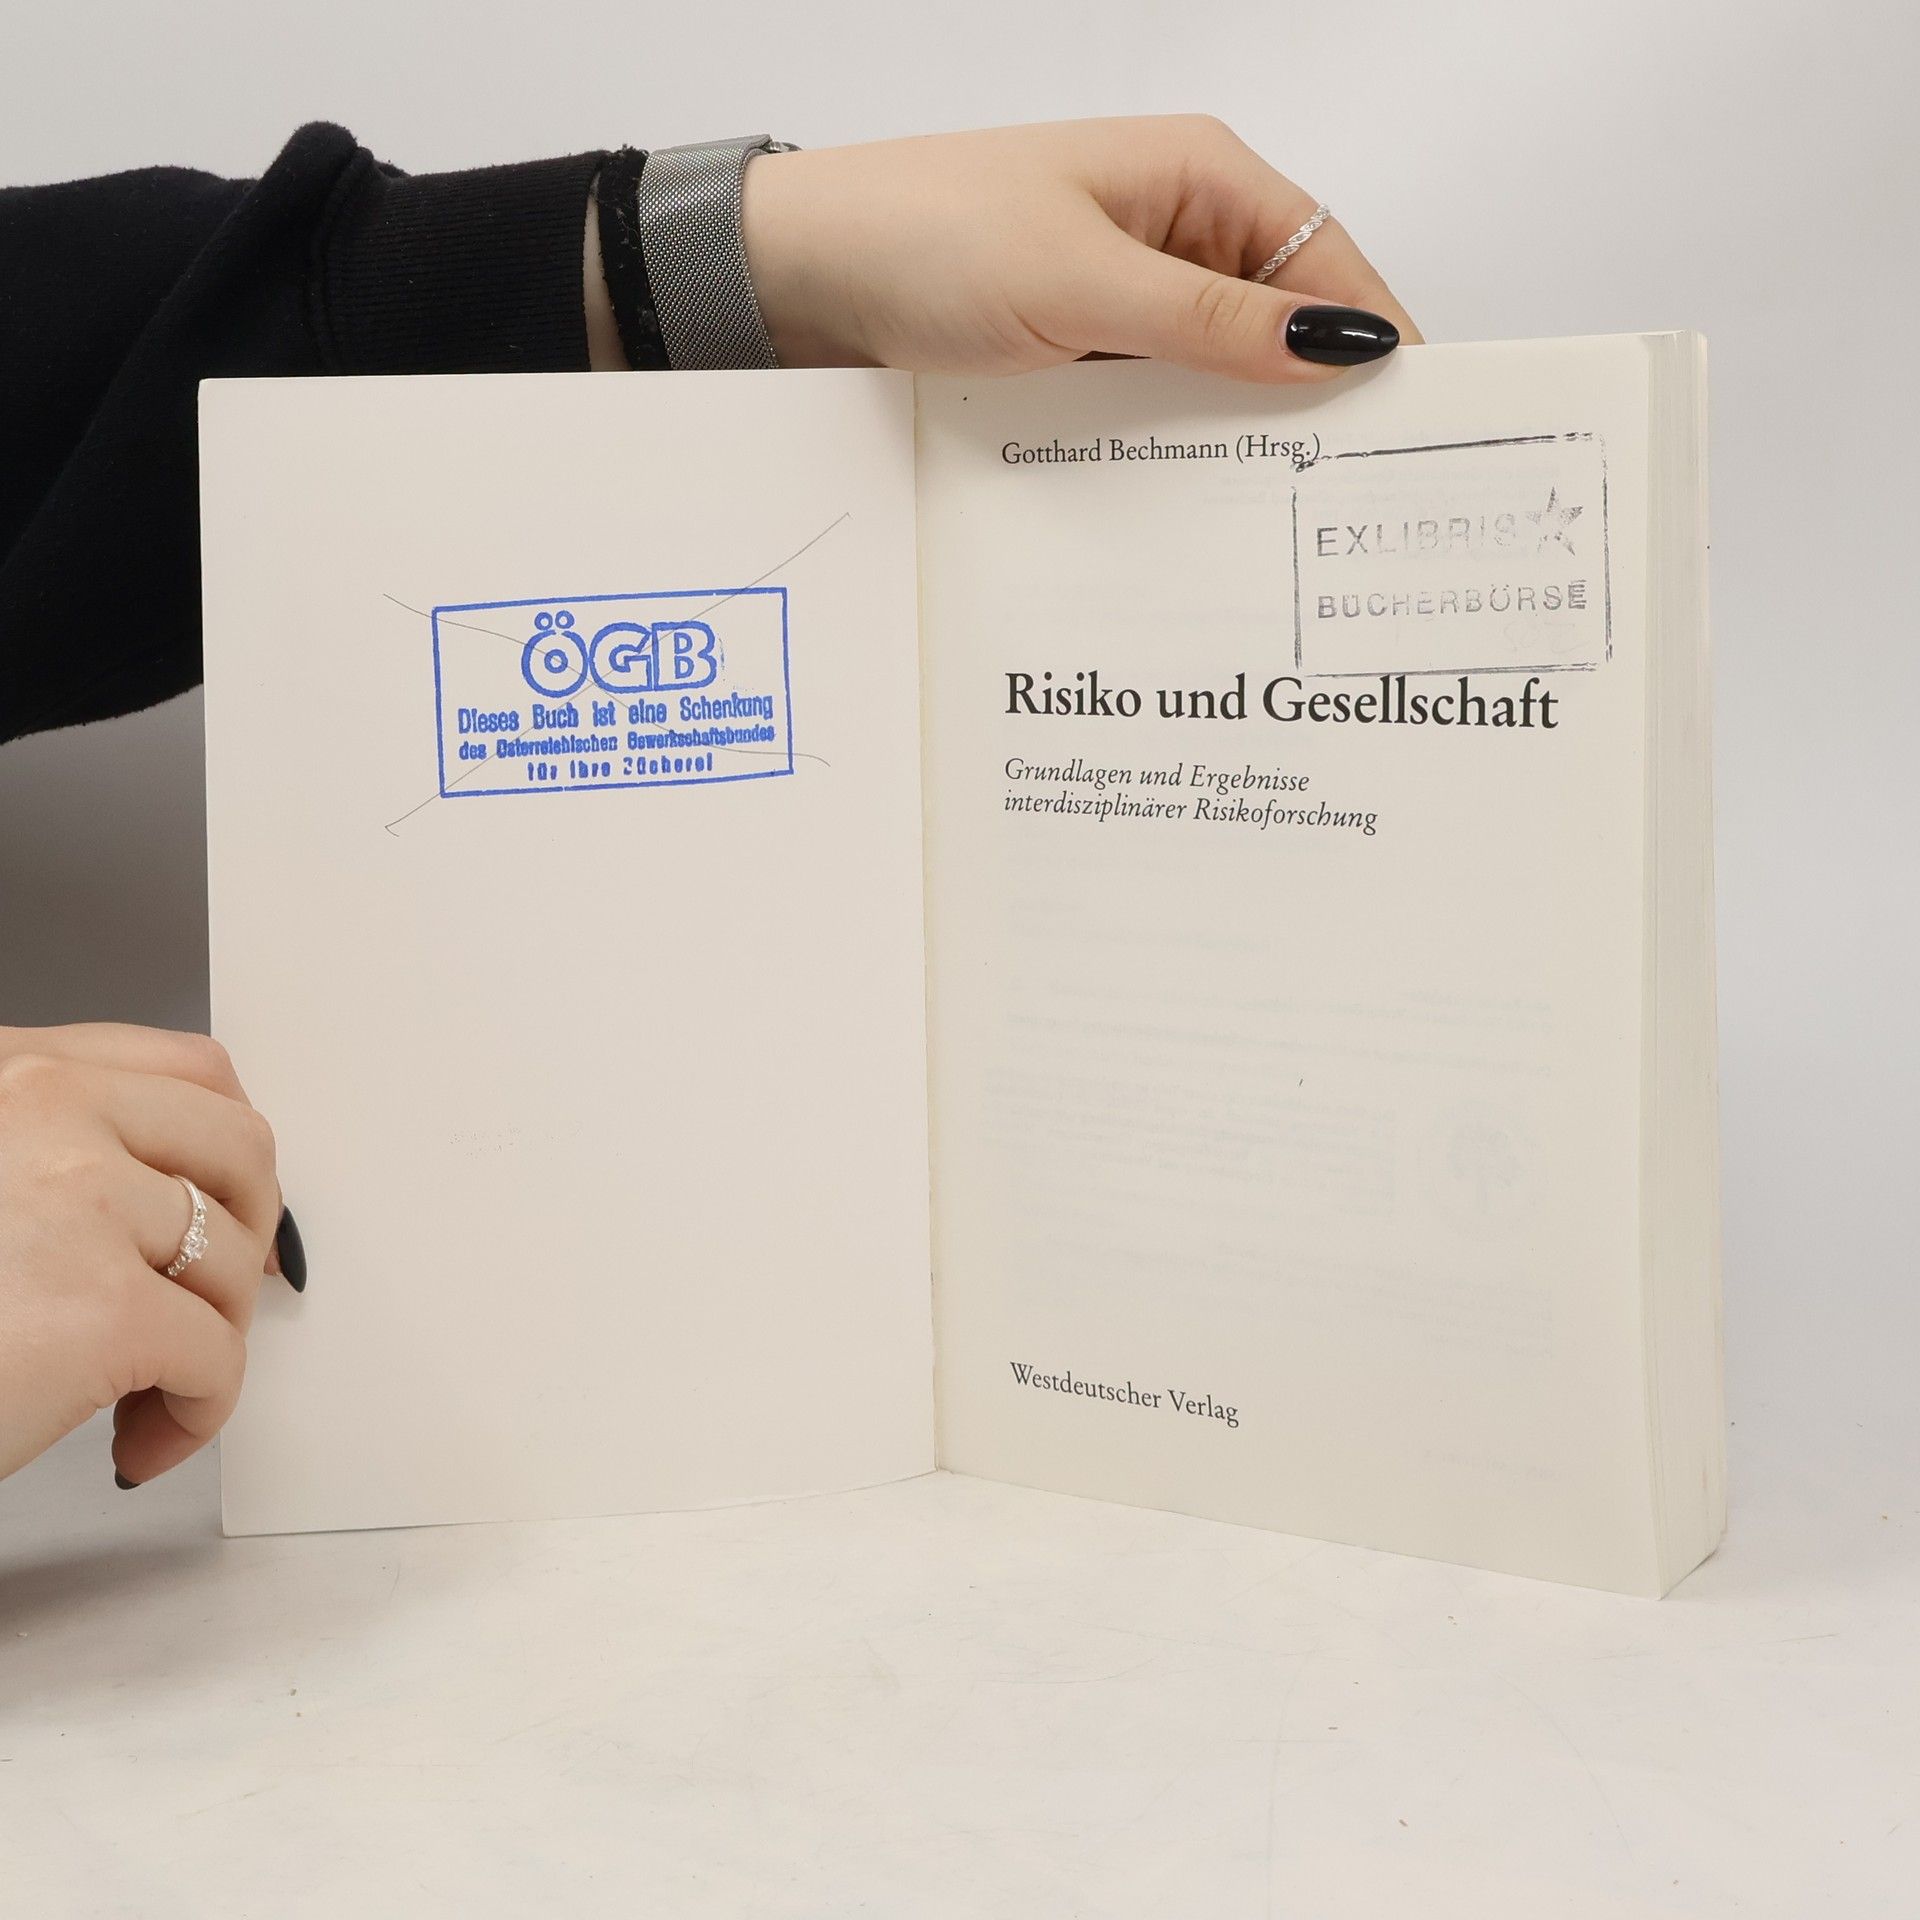 ÖGB
Dieses Buch ist eine Schenkung
des Österreichischen Gewerkschaftsbundes
für Ihre Bücherei
Gotthard Bechmann (Hrsg.)
EXLIBRIS
BÜCHERBÖRSE
Risiko und Gesellschaft
Grundlagen und Ergebnisse
interdisziplinärer Risikoforschung
Westdeutscher Verlag